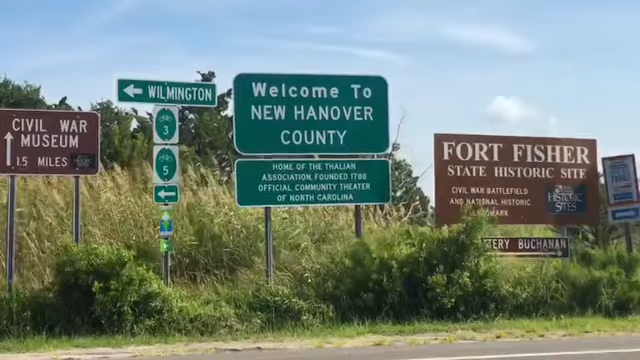 CIVIL WAR
MUSEUM
1.5 MILES
WILMINGTON
3
5
Welcome To
NEW HANOVER
COUNTY
HOME OF THE THALIAN
ASSOCIATION, FOUNDED 1788
OFFICIAL COMMUNITY THEATER
OF NORTH CAROLINA
FORT FISHER
STATE HISTORIC SITE
CIVIL WAR BATTLEFIELD
AND NATIONAL HISTORIC
LANDMARK
HISTORIC
SITES
BUCHANAN